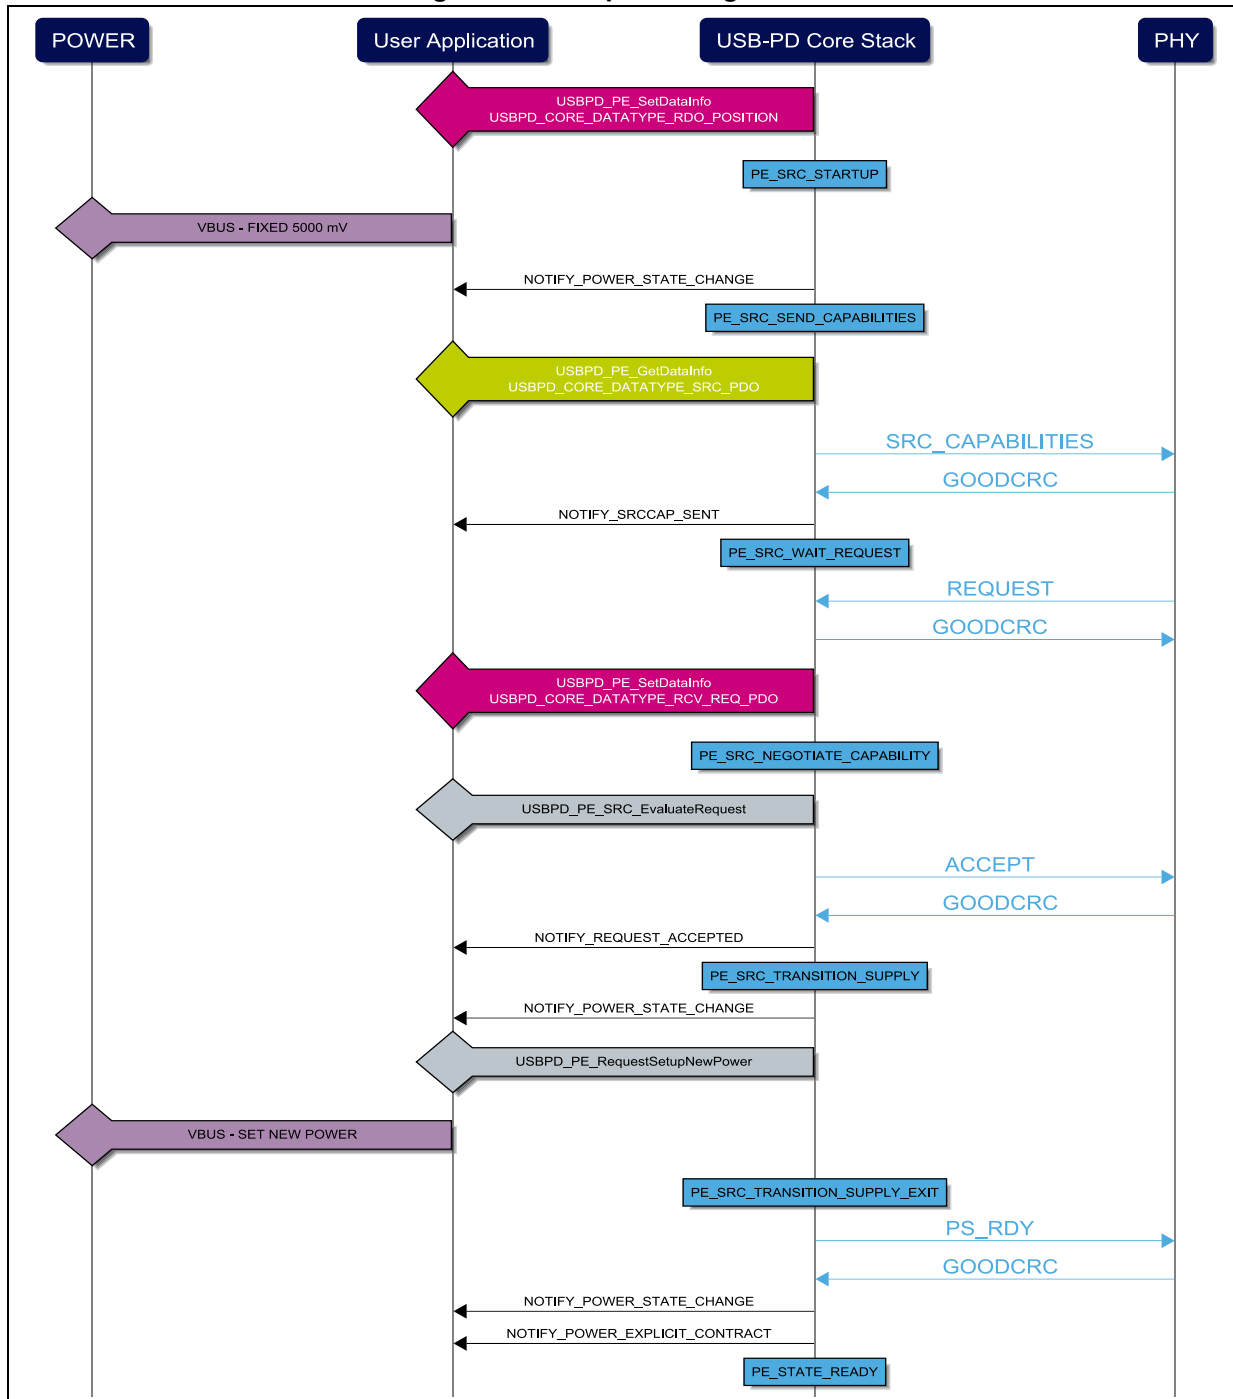 POWER
User Application
USB-PD Core Stack
PHY
USBPD_PE_SetDataInfo
USBPD_CORE_DATATYPE_RDO_POSITION
PE_SRC_STARTUP
VBUS - FIXED 5000 mV
NOTIFY_POWER_STATE_CHANGE
PE_SRC_SEND_CAPABILITIES
USBPD_PE_GetDataInfo
USBPD_CORE_DATATYPE_SRC_PDO
SRC_CAPABILITIES
GOODCRC
NOTIFY_SRCCAP_SENT
PE_SRC_WAIT_REQUEST
REQUEST
GOODCRC
USBPD_PE_SetDataInfo
USBPD_CORE_DATATYPE_RCV_REQ_PDO
PE_SRC_NEGOTIATE_CAPABILITY
USBPD_PE_SRC_EvaluateRequest
ACCEPT
GOODCRC
NOTIFY_REQUEST_ACCEPTED
PE_SRC_TRANSITION_SUPPLY
NOTIFY_POWER_STATE_CHANGE
USBPD_PE_RequestSetupNewPower
VBUS - SET NEW POWER
PE_SRC_TRANSITION_SUPPLY_EXIT
PS_RDY
GOODCRC
NOTIFY_POWER_STATE_CHANGE
NOTIFY_POWER_EXPLICIT_CONTRACT
PE_STATE_READY